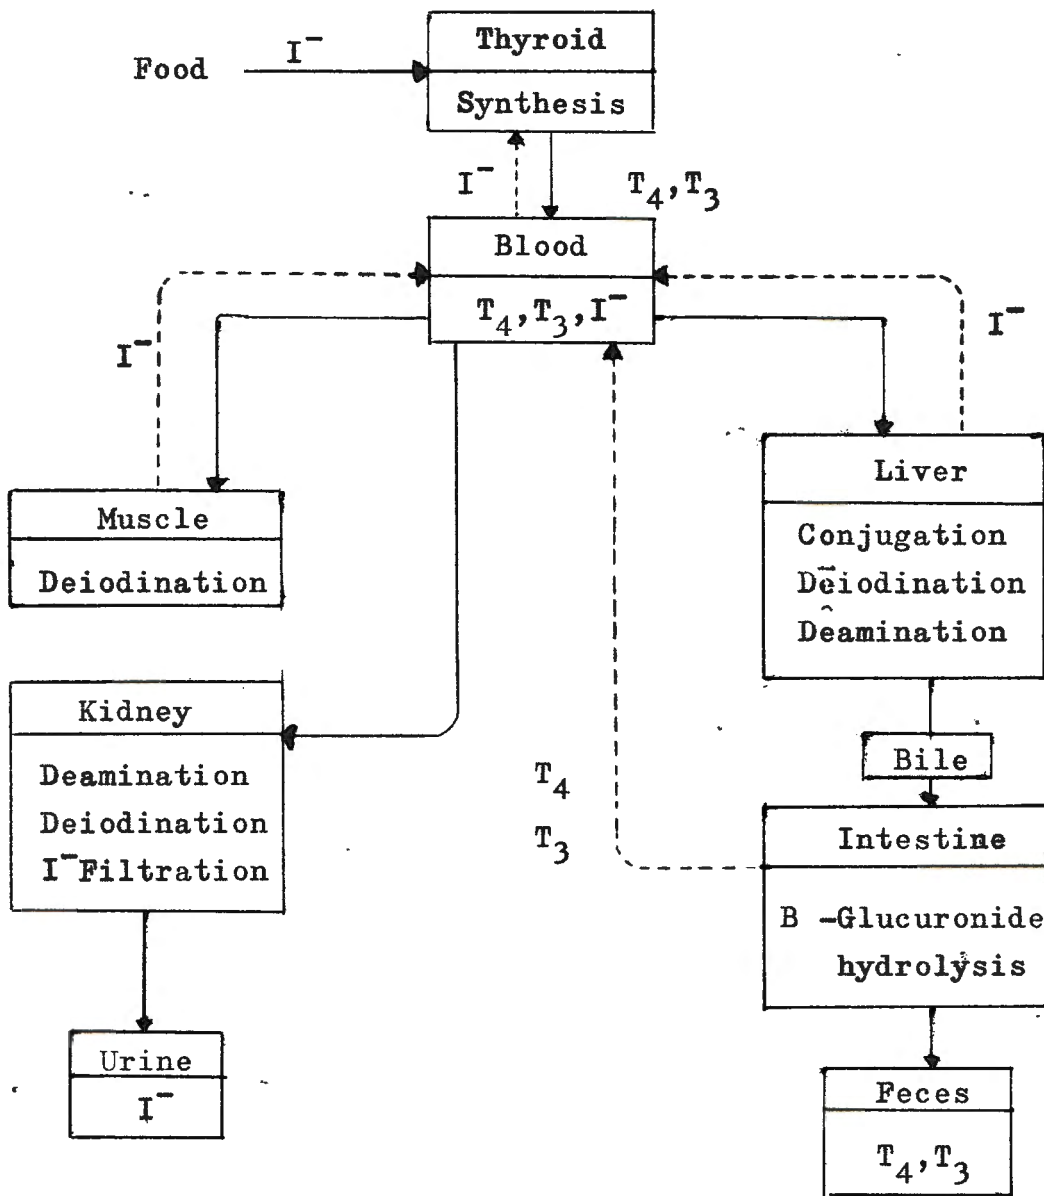 Thyroid
Food I⁻
Synthesis
I⁻ T₄,T₃
Blood
T₄,T₃,I⁻
I⁻
I⁻
Muscle
Deiodination
Liver
Conjugation
Deiodination
Deamination
Kidney
Deamination
Deiodination
I⁻Filtration
Bile
T₄
T₃
Intestine
B -Glucuronide
hydrolysis
Urine
I⁻
Feces
T₄,T₃